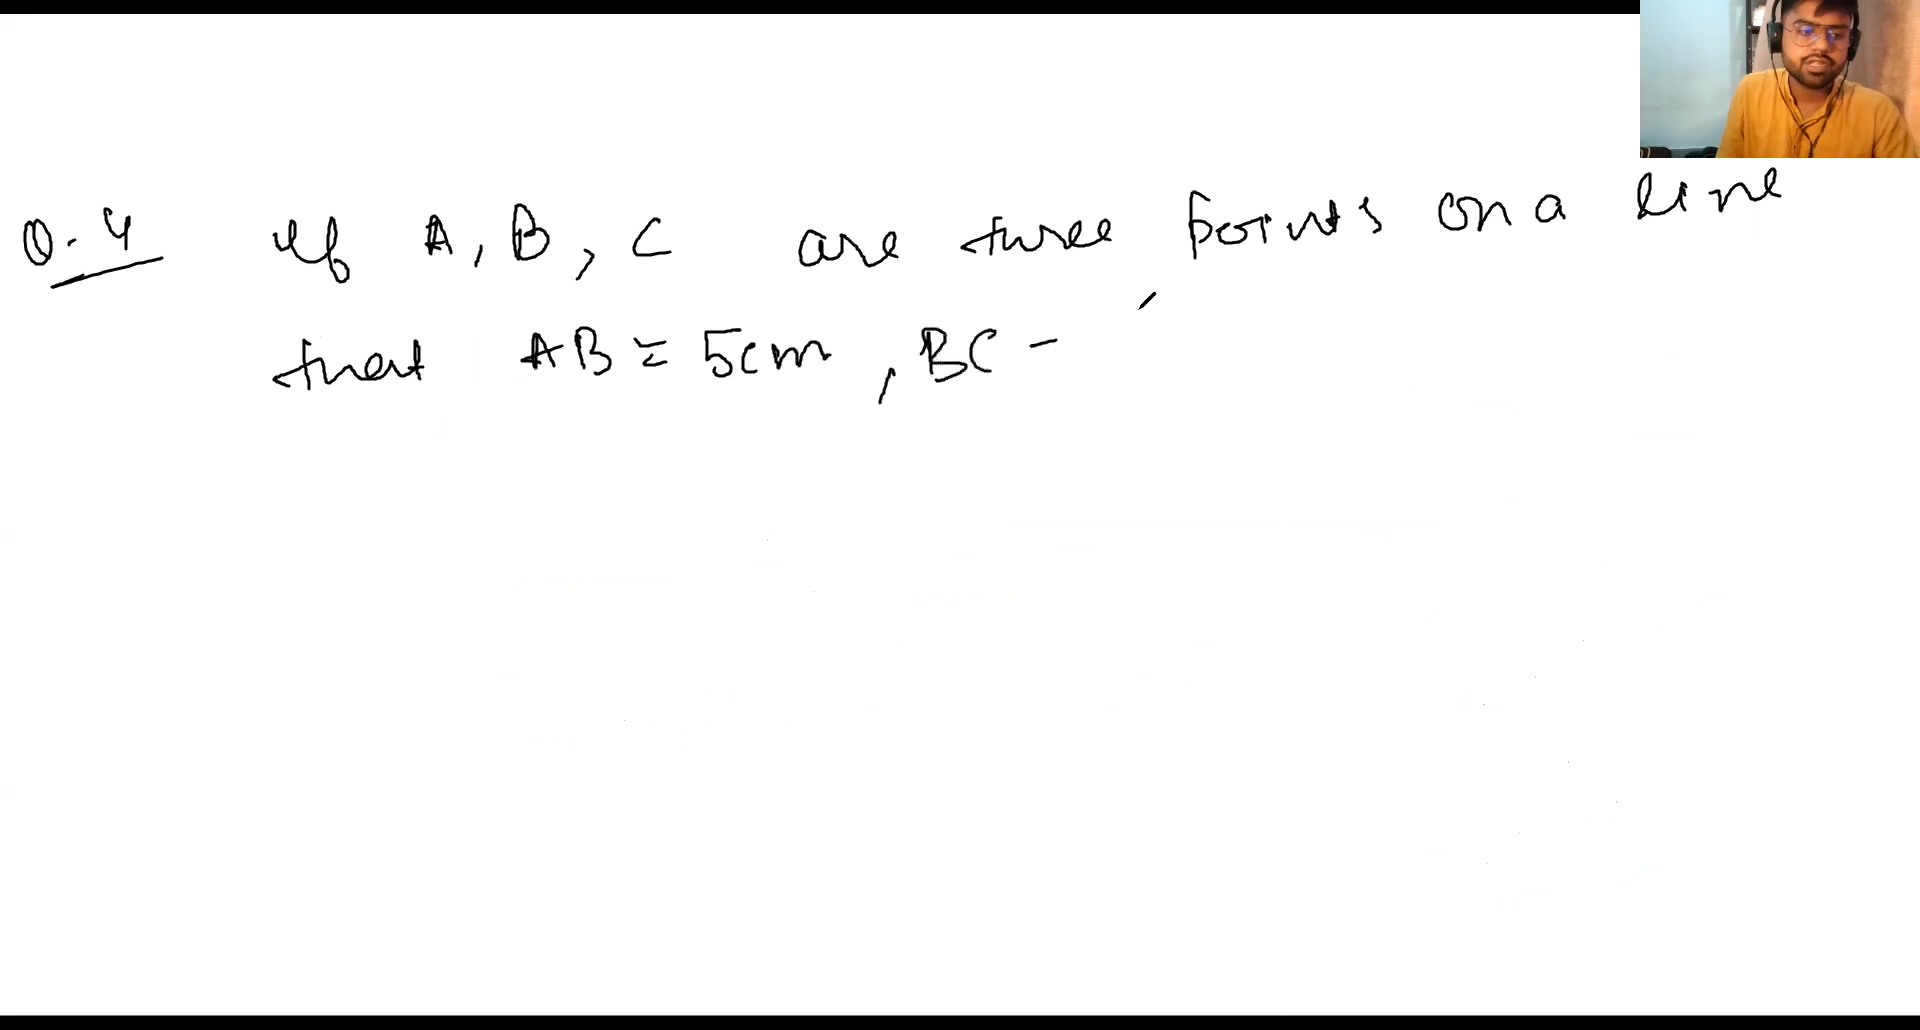 Q.4 If A, B, C are three points on a line
that AB = 5cm, BC -